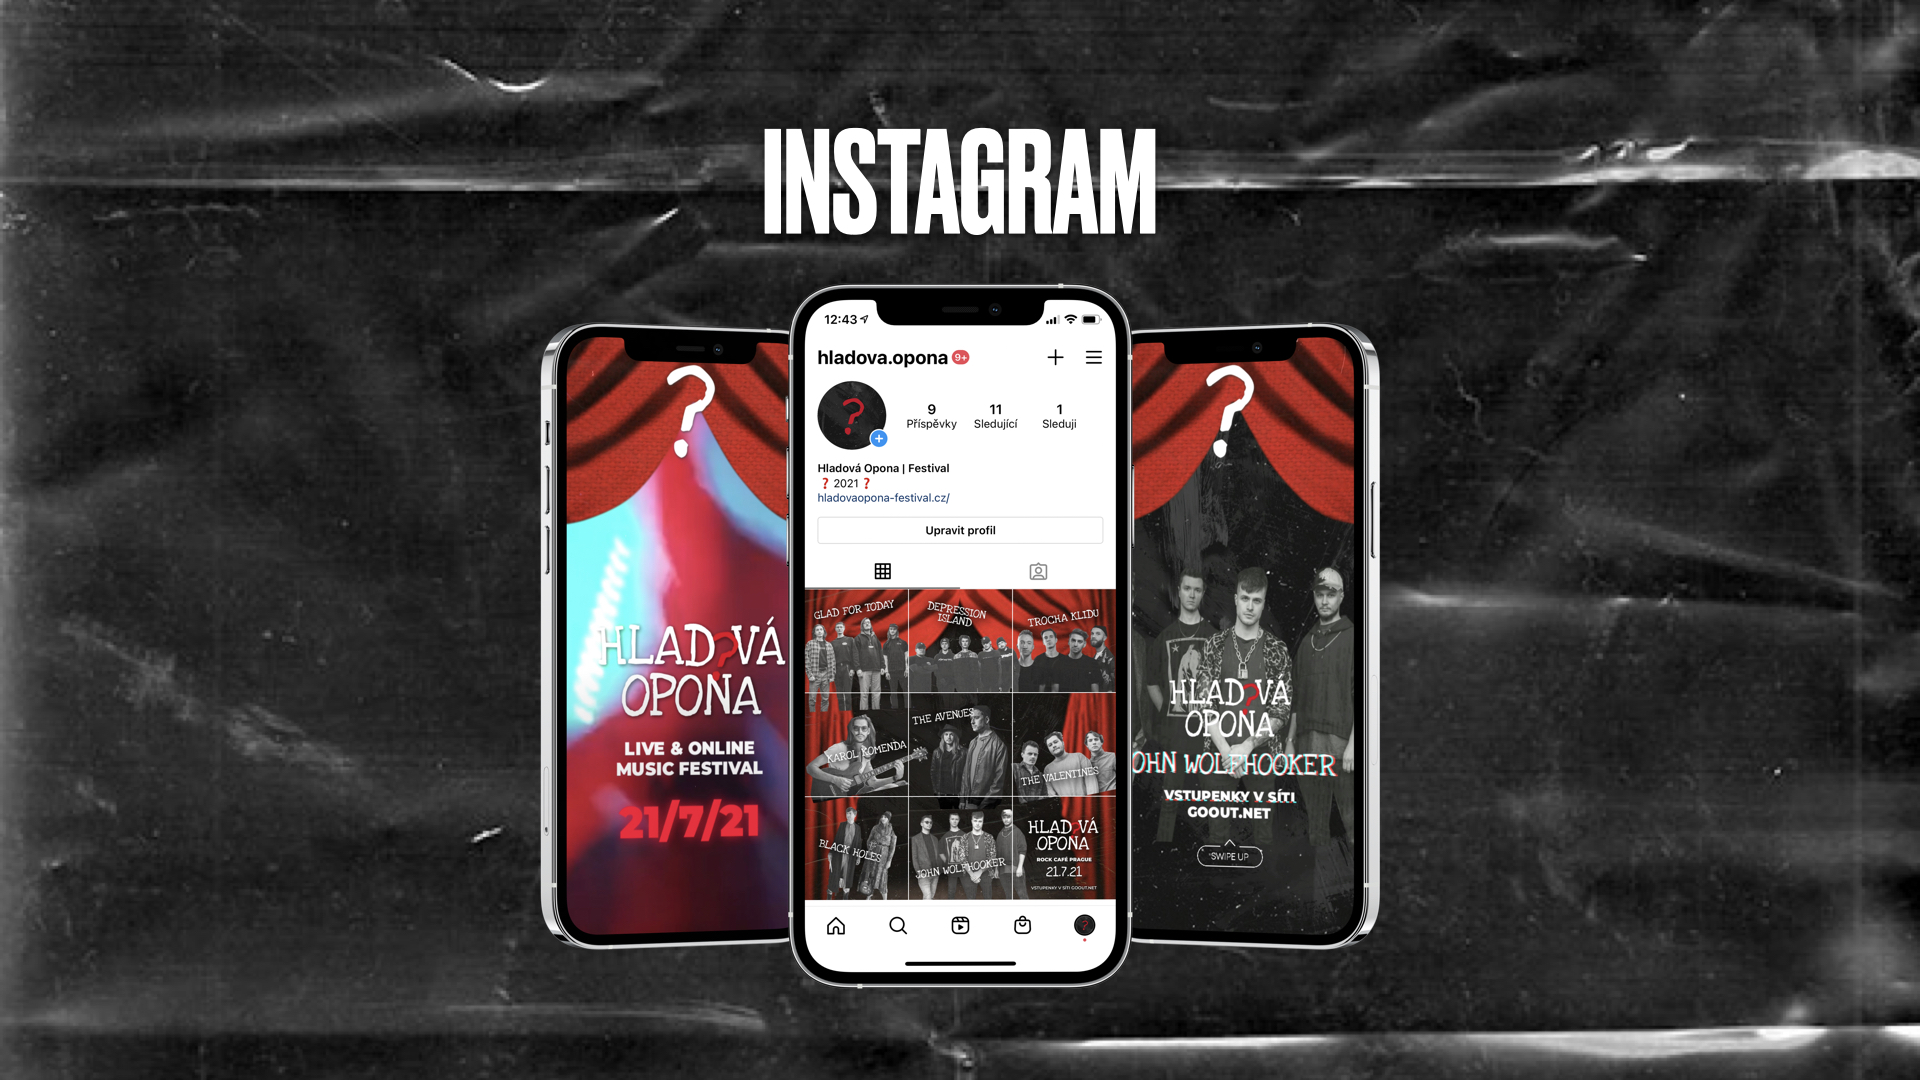 INSTAGRAM
?
HLAD?VÁ
OPONA
LIVE & ONLINE
MUSIC FESTIVAL
21/7/21
12:43
hladova.opona 9+
?
9 11 1
Příspěvky Sledující Sleduji
Hladová Opona | Festival
❓ 2021 ❓
hladovaopona-festival.cz/
Upravit profil
GLAD FOR TODAY
DEPRESSION
ISLAND
TROCHA KLIDU
KAROL KOMENDA
THE AVENUES
THE VALENTINES
BLACK HOLES
JOHN WOLFHOOKER
HLAD?VÁ
OPONA
ROCK CAFÉ PRAGUE
21.7.21
VSTUPENKY V SÍTI GOOUT.NET
?
HLAD?VÁ
OPONA
OHN WOLFHOOKER
VSTUPENKY V SÍTI
GOOUT.NET
SWIPE UP